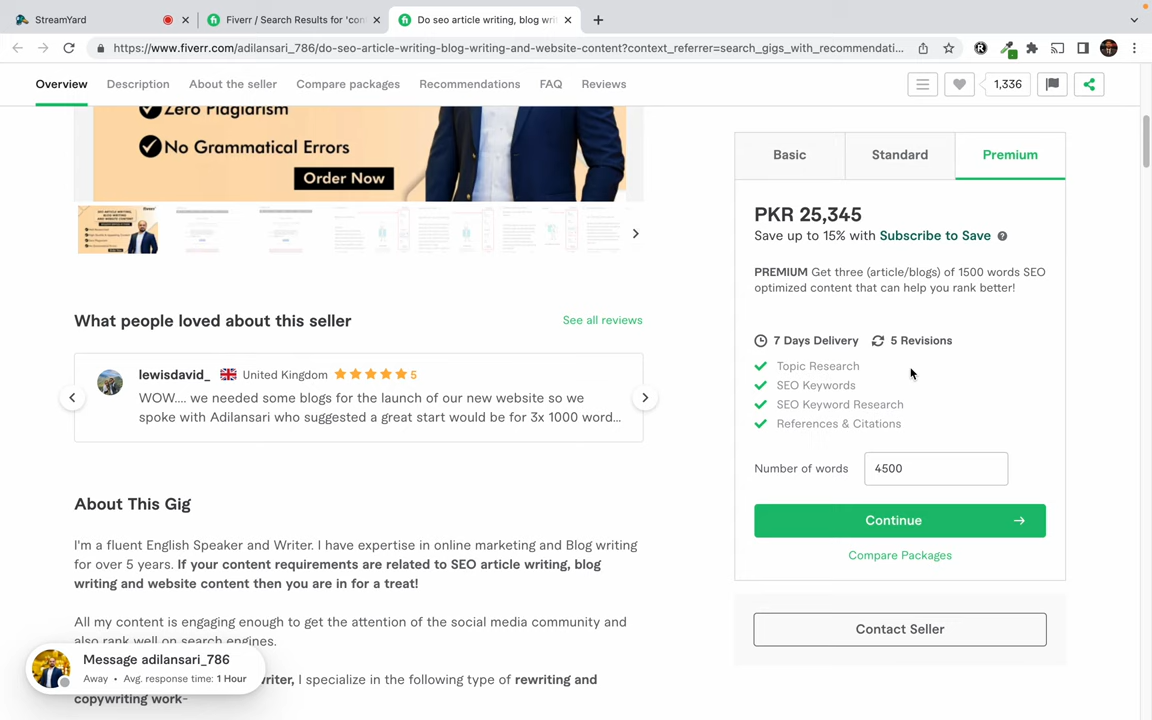 StreamYard
Fiverr / Search Results for 'con
Do seo article writing, blog writ
https://www.fiverr.com/adilansari_786/do-seo-article-writing-blog-writing-and-website-content?context_referrer=search_gigs_with_recommendati...
Overview
Description
About the seller
Compare packages
Recommendations
FAQ
Reviews
1,336
Zero Plagiarism
No Grammatical Errors
Order Now
Basic
Standard
Premium
PKR 25,345
Save up to 15% with Subscribe to Save
PREMIUM Get three (article/blogs) of 1500 words SEO
optimized content that can help you rank better!
7 Days Delivery
5 Revisions
Topic Research
SEO Keywords
SEO Keyword Research
References & Citations
Number of words
4500
Continue
Compare Packages
Contact Seller
What people loved about this seller
See all reviews
lewisdavid_
United Kingdom
5
WOW.... we needed some blogs for the launch of our new website so we
spoke with Adilansari who suggested a great start would be for 3x 1000 word...
About This Gig
I'm a fluent English Speaker and Writer. I have expertise in online marketing and Blog writing
for over 5 years. If your content requirements are related to SEO article writing, blog
writing and website content then you are in for a treat!
All my content is engaging enough to get the attention of the social media community and
also rank well on search engines.
writer, I specialize in the following type of rewriting and
copywriting work-
Message adilansari_786
Away • Avg. response time: 1 Hour